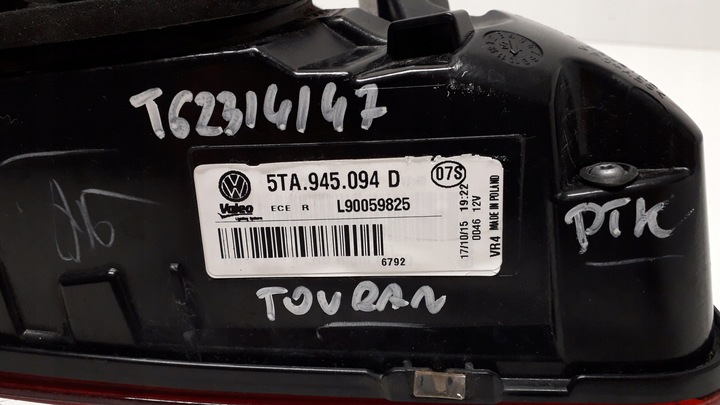 T62314147
5TA.945.094 D
07S
Valeo
ECE R L90059825
6792
17/10/15 19:22
0046 12V
VR4 MADE IN POLAND
PTK
TOURAN